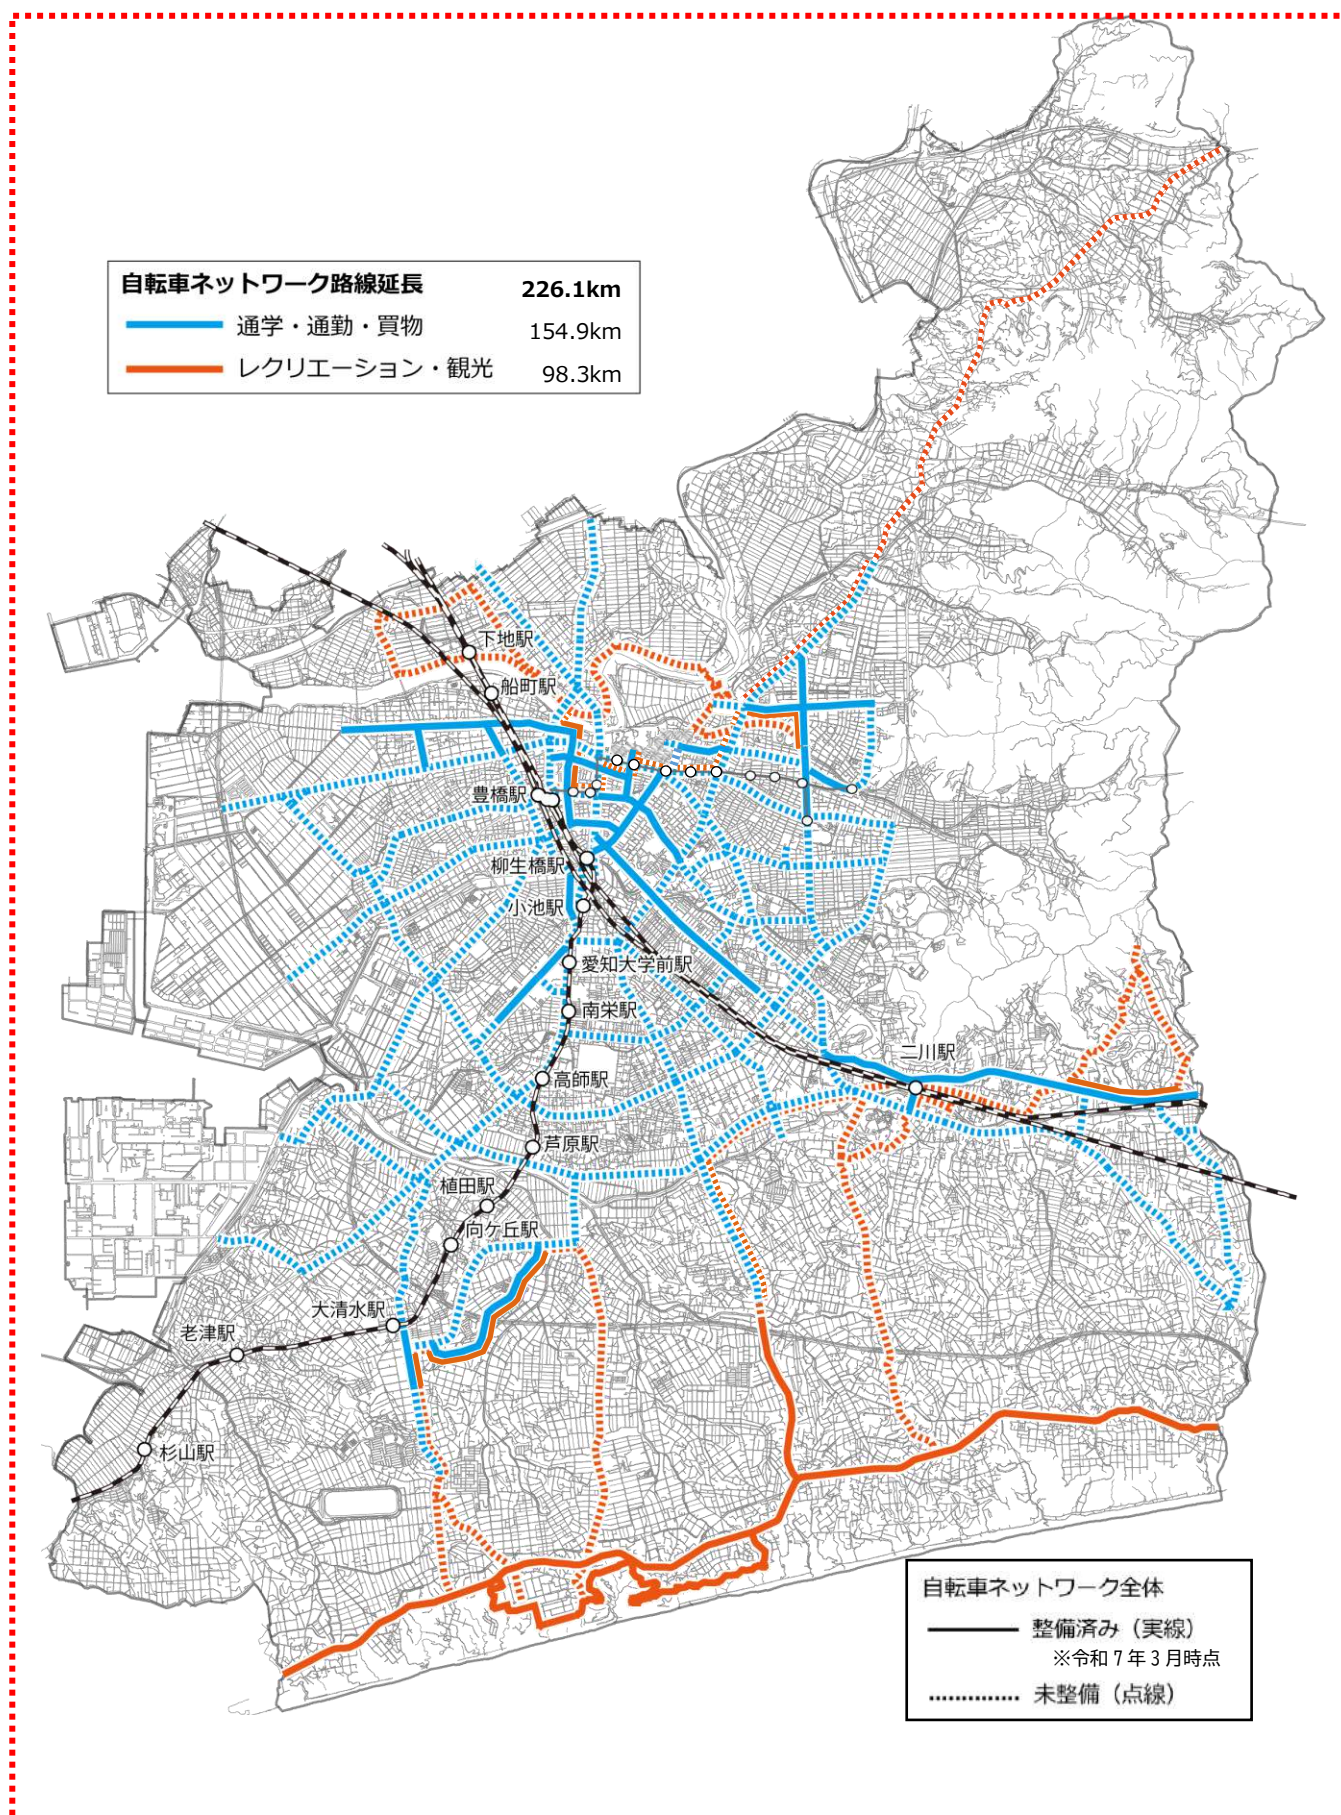 自転車ネットワーク路線延長 226.1km
通学・通勤・買物 154.9km
レクリエーション・観光 98.3km
下地駅
船町駅
豊橋駅
柳生橋駅
小池駅
愛知大学前駅
南栄駅
二川駅
高師駅
芦原駅
植田駅
向ケ丘駅
大清水駅
老津駅
杉山駅
自転車ネットワーク全体
整備済み（実線）
※令和７年３月時点
未整備（点線）